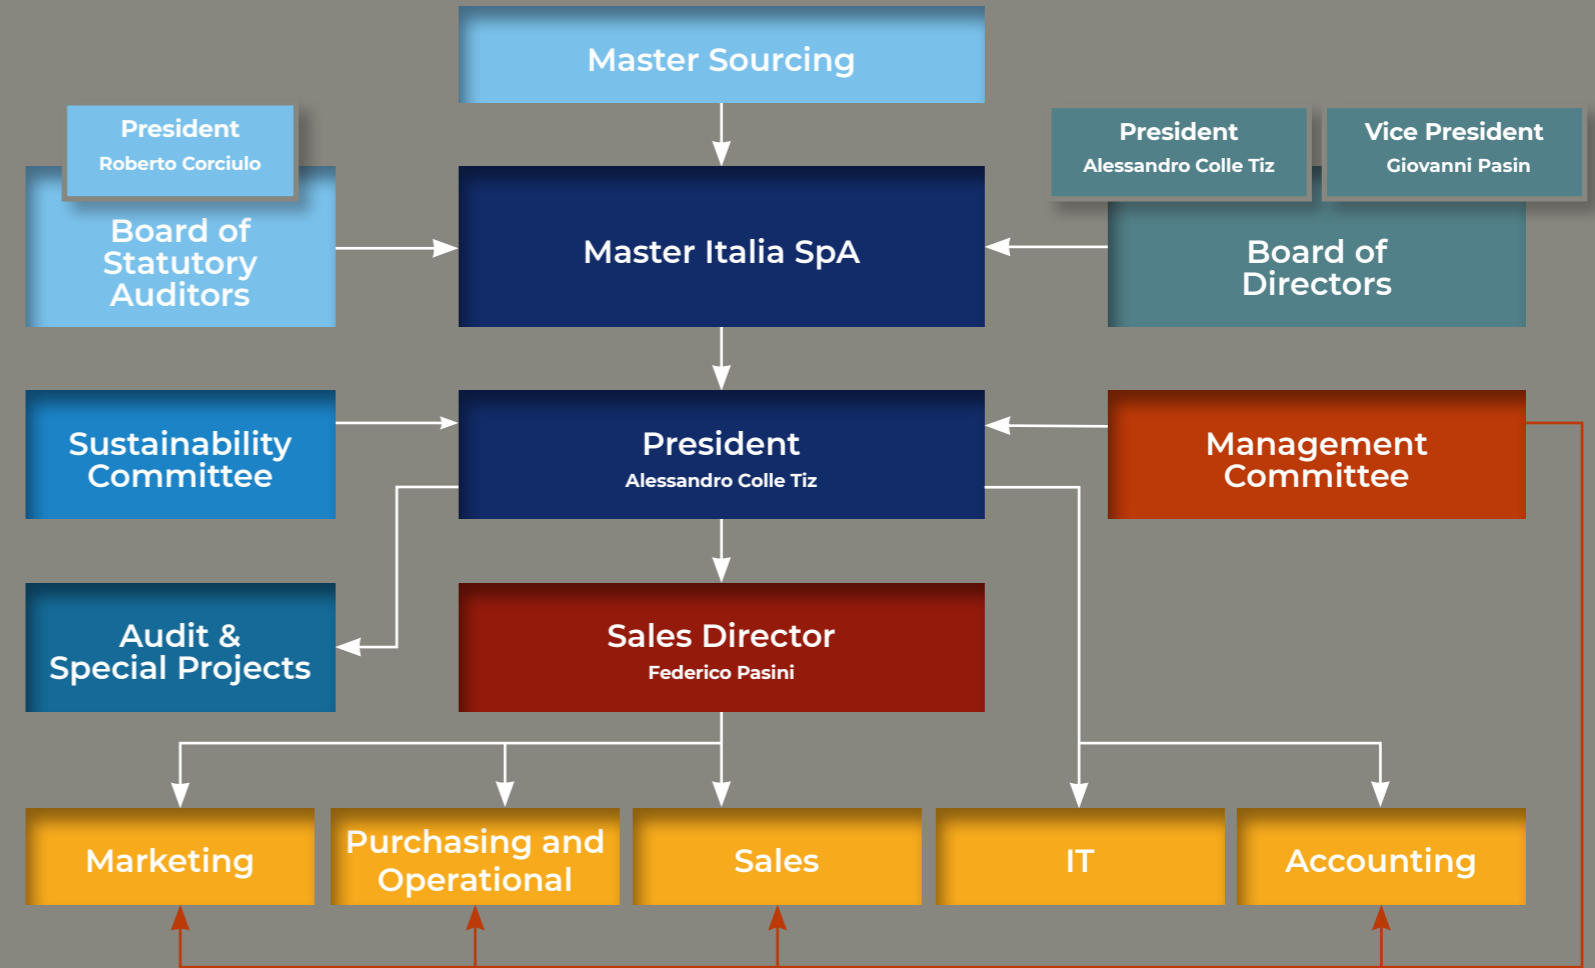 Master Sourcing
President
Roberto Corciulo
President
Alessandro Colle Tiz
Vice President
Giovanni Pasin
Board of
Statutory
Auditors
Master Italia SpA
Board of
Directors
Sustainability
Committee
President
Alessandro Colle Tiz
Management
Committee
Audit &
Special Projects
Sales Director
Federico Pasini
Marketing
Purchasing and
Operational
Sales
IT
Accounting